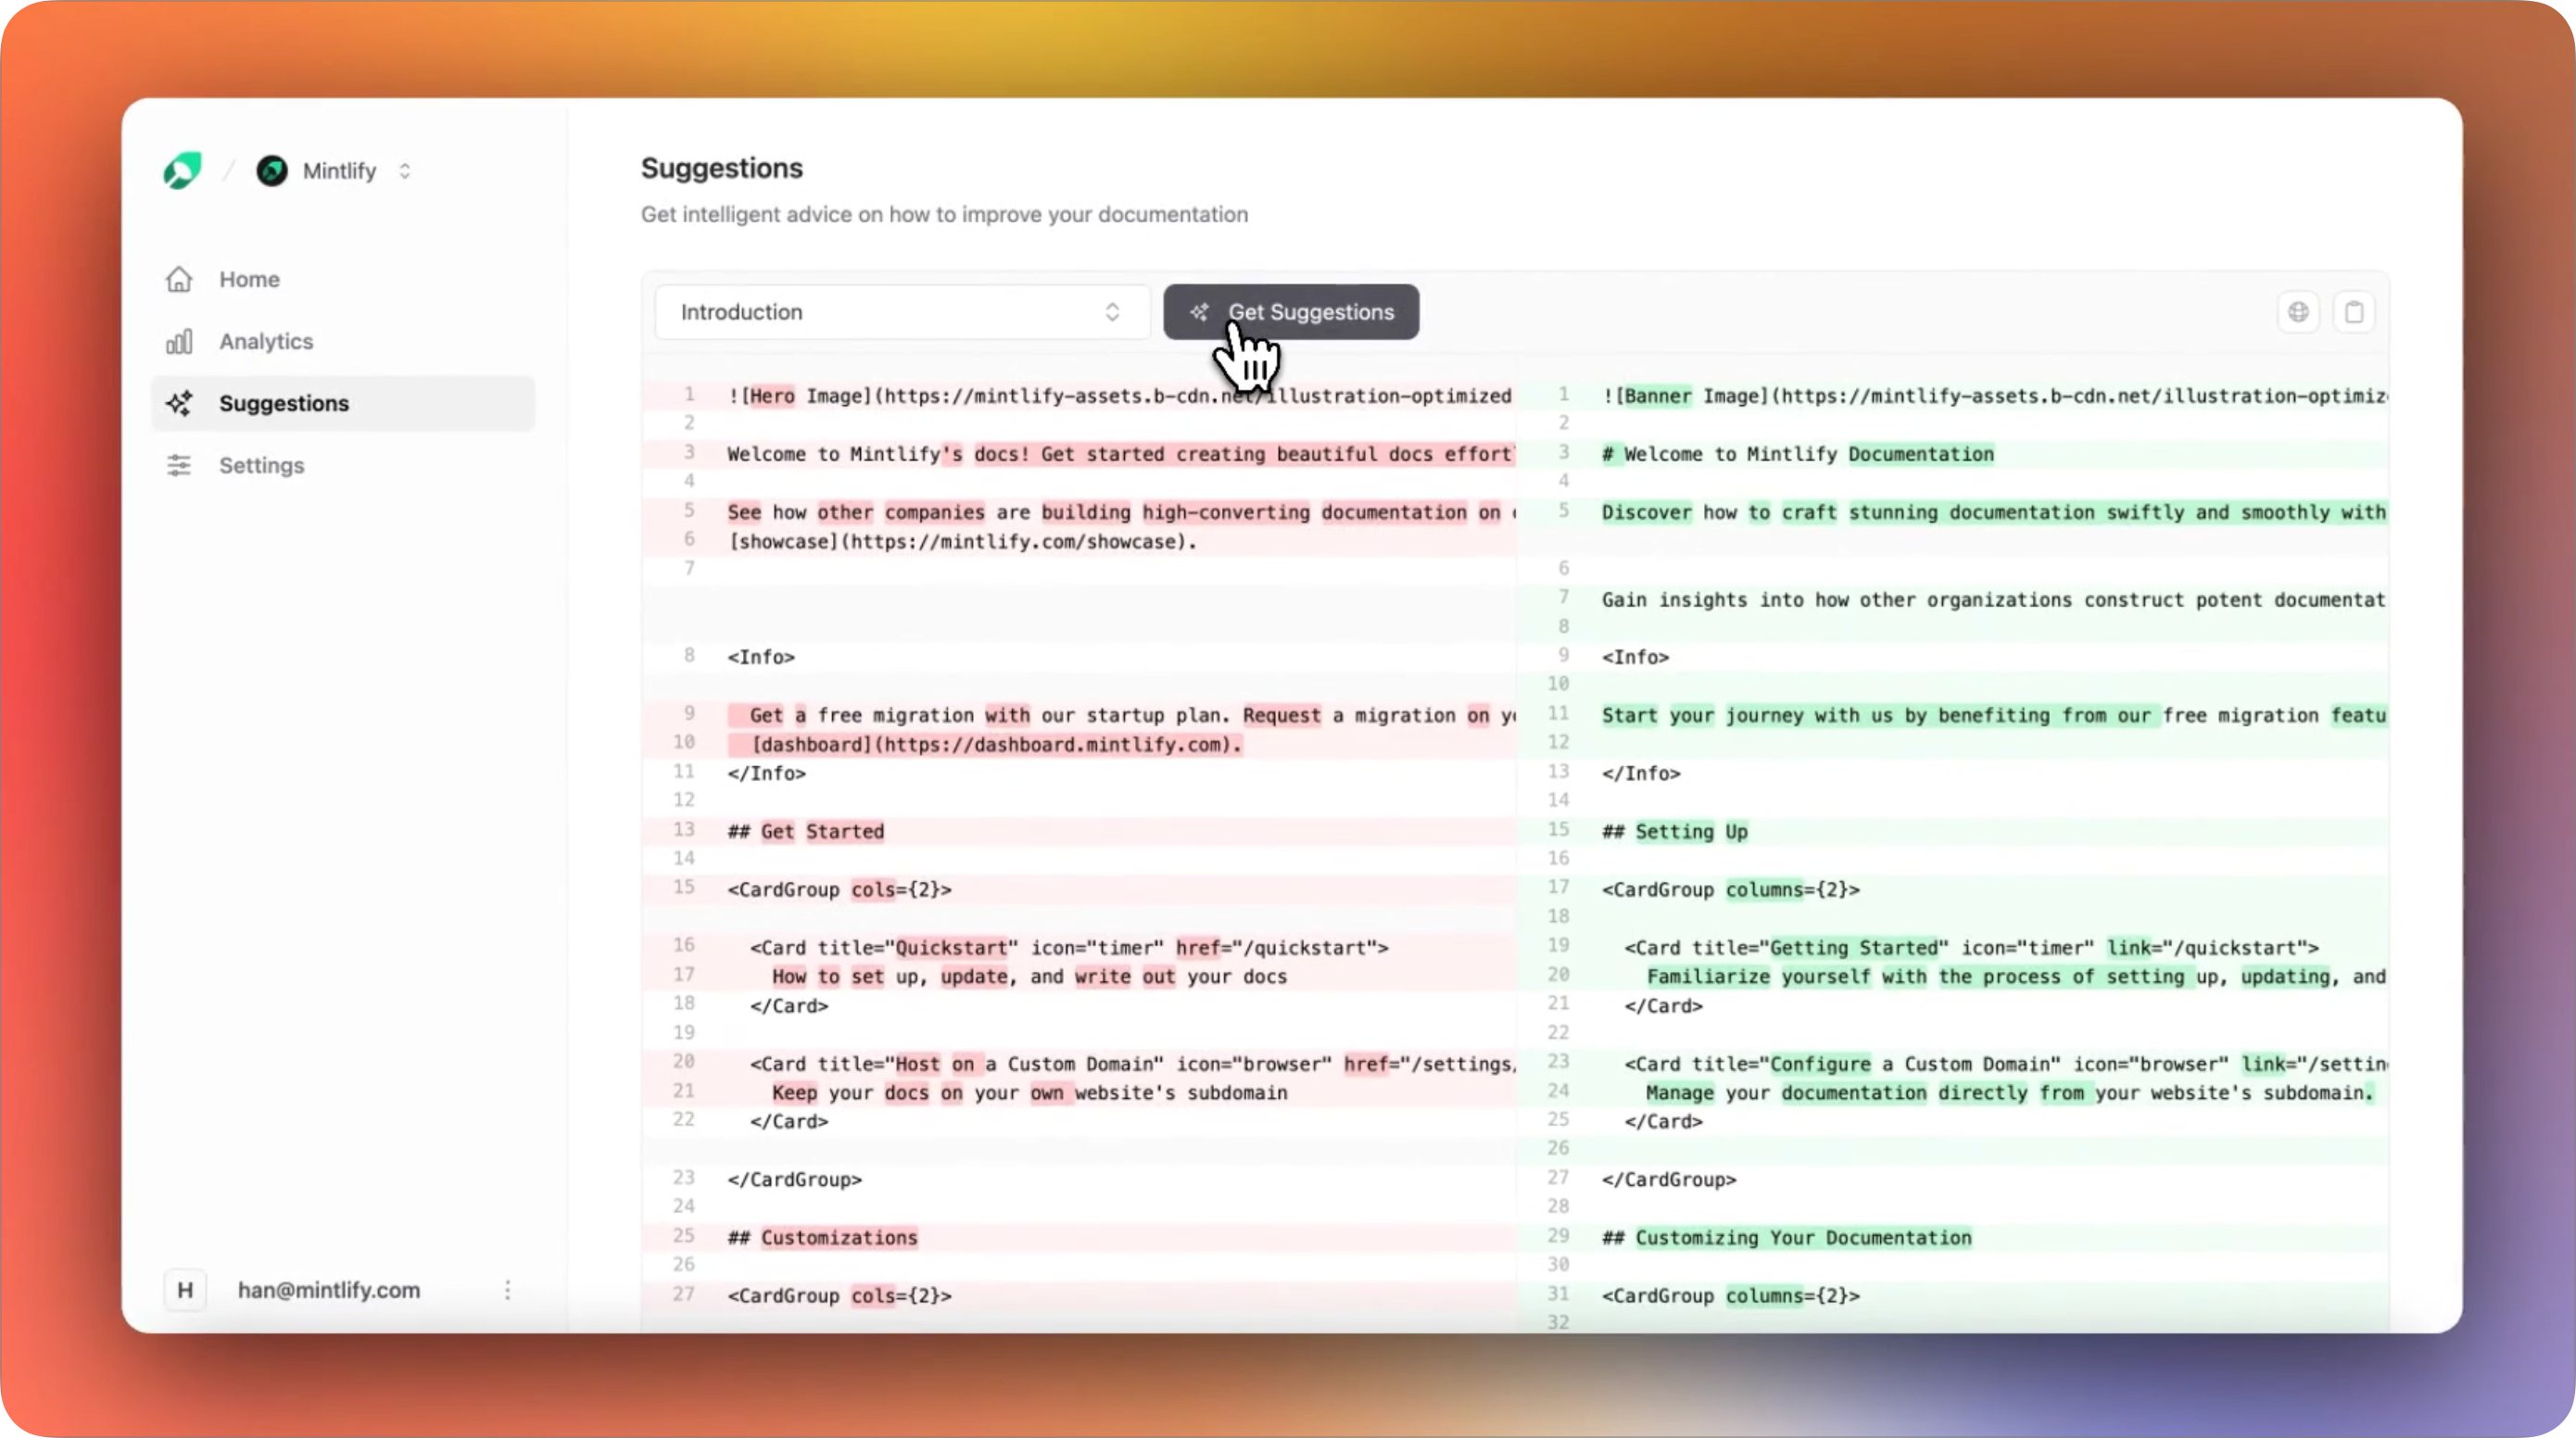 Mintlify
Home
Analytics
Suggestions
Settings
H han@mintlify.com
Suggestions
Get intelligent advice on how to improve your documentation
Introduction
Get Suggestions
1 ![Hero Image](https://mintlify-assets.b-cdn.net/illustration-optimized
2
3 Welcome to Mintlify's docs! Get started creating beautiful docs effort
4
5 See how other companies are building high-converting documentation on
6 [showcase](https://mintlify.com/showcase).
7
8 <Info>
9 Get a free migration with our startup plan. Request a migration on
10 [dashboard](https://dashboard.mintlify.com).
11 </Info>
12
13 ## Get Started
14
15 <CardGroup cols={2}>
16 <Card title="Quickstart" icon="timer" href="/quickstart">
17 How to set up, update, and write out your docs
18 </Card>
19
20 <Card title="Host on a Custom Domain" icon="browser" href="/settings/
21 Keep your docs on your own website's subdomain
22 </Card>
23 </CardGroup>
24
25 ## Customizations
26
27 <CardGroup cols={2}>
1 ![Banner Image](https://mintlify-assets.b-cdn.net/illustration-optimiz
2
3 # Welcome to Mintlify Documentation
4
5 Discover how to craft stunning documentation swiftly and smoothly with
6
7 Gain insights into how other organizations construct potent documentat
8
9 <Info>
10
11 Start your journey with us by benefiting from our free migration featu
12
13 </Info>
14
15 ## Setting Up
16
17 <CardGroup columns={2}>
18
19 <Card title="Getting Started" icon="timer" link="/quickstart">
20 Familiarize yourself with the process of setting up, updating, and
21 </Card>
22
23 <Card title="Configure a Custom Domain" icon="browser" link="/settin
24 Manage your documentation directly from your website's subdomain.
25 </Card>
26
27 </CardGroup>
28
29 ## Customizing Your Documentation
30
31 <CardGroup columns={2}>
32